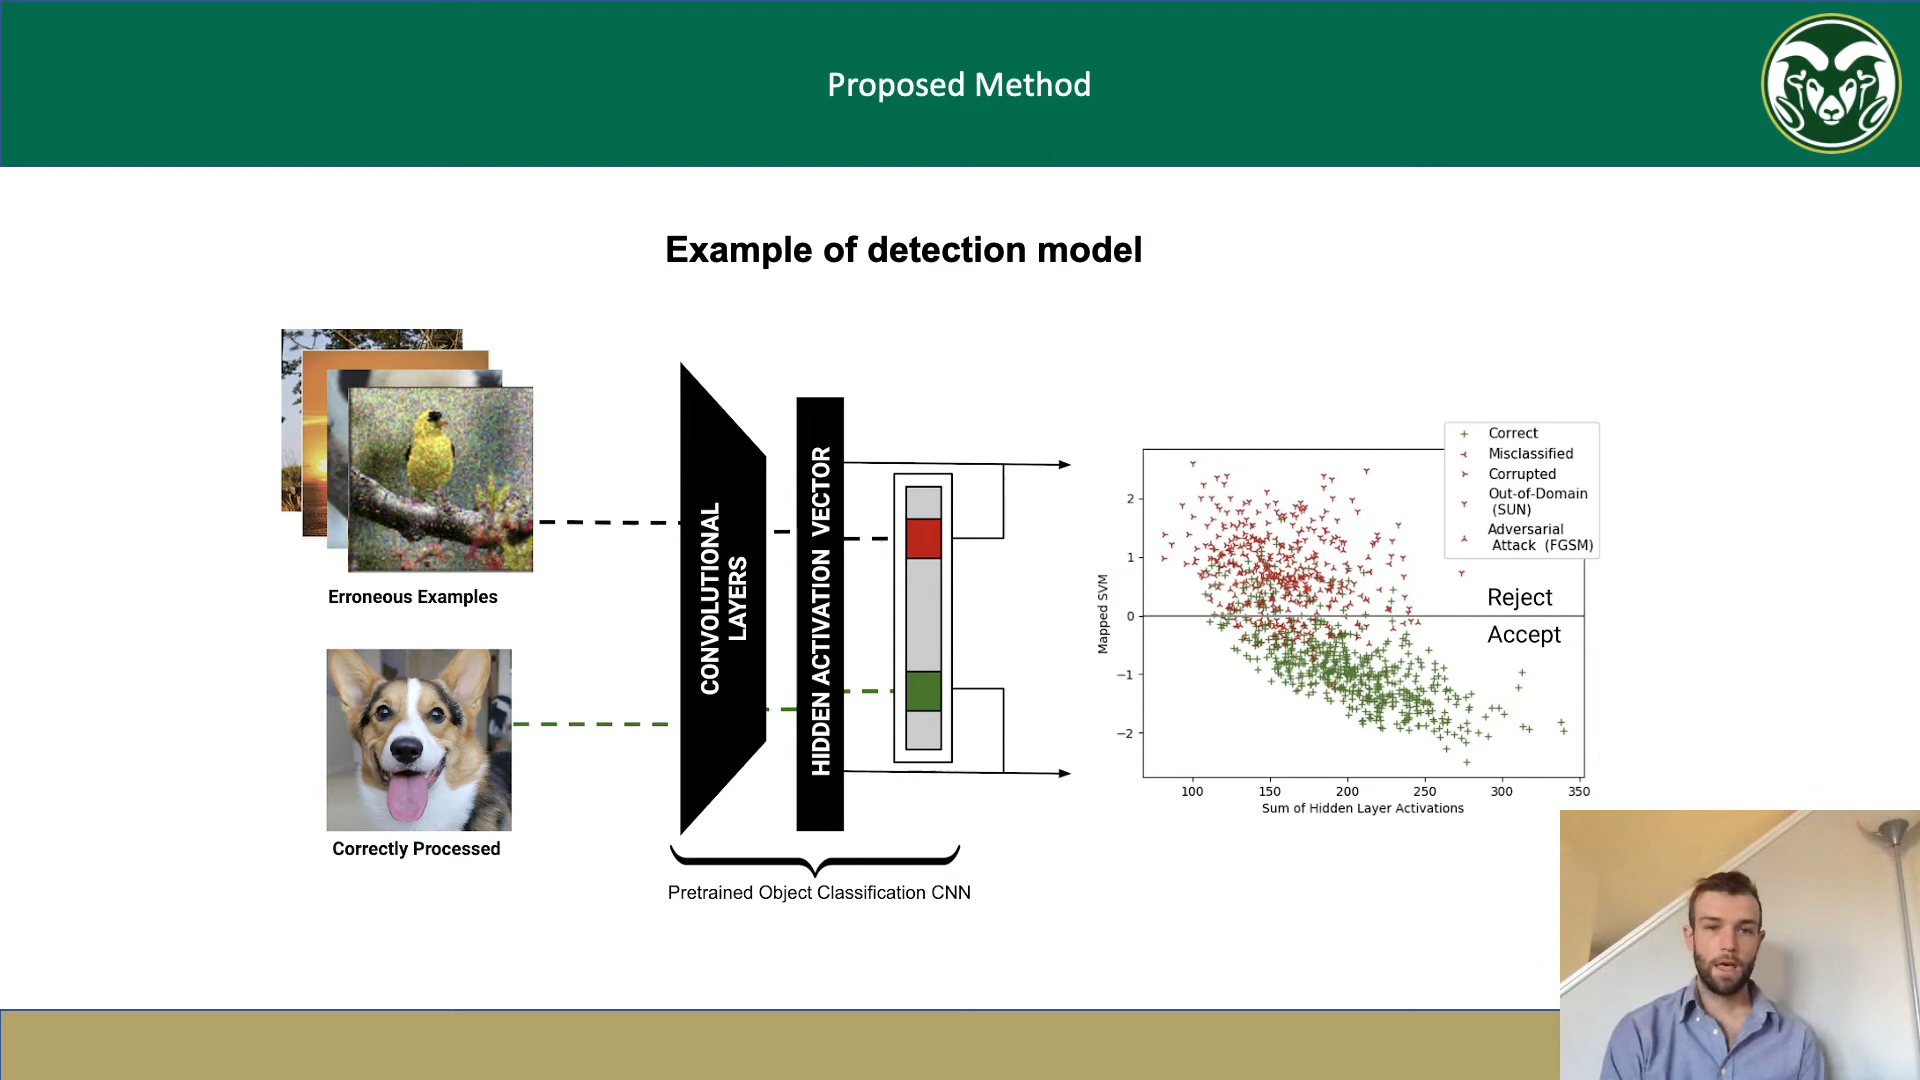 Proposed Method
Example of detection model
Erroneous Examples
Correctly Processed
CONVOLUTIONAL
LAYERS
HIDDEN ACTIVATION VECTOR
Pretrained Object Classification CNN
Correct
Misclassified
Corrupted
Out-of-Domain
(SUN)
Adversarial
Attack (FGSM)
Reject
Accept
Mapped SVM
2
1
0
−1
−2
100 150 200 250 300 350
Sum of Hidden Layer Activations